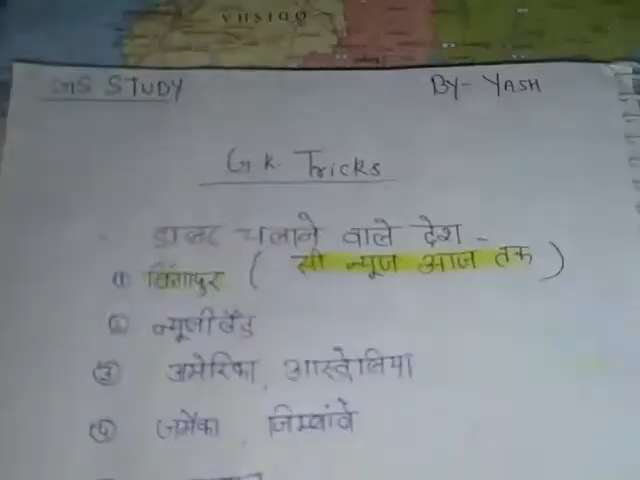 GS STUDY BY- YASH
G.K. Tricks
डालर चलाने वाले देश -
( सी न्यूज आज तक )
① सिंगापुर
② न्यूजीलैंड
③ अमेरिका, आस्ट्रेलिया
④ जमैका, जिम्बांवे